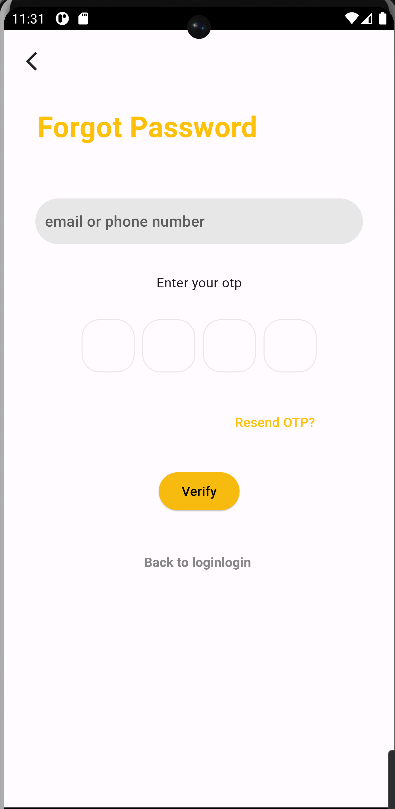 11:31
Forgot Password
email or phone number
Enter your otp
Resend OTP?
Verify
Back to loginlogin